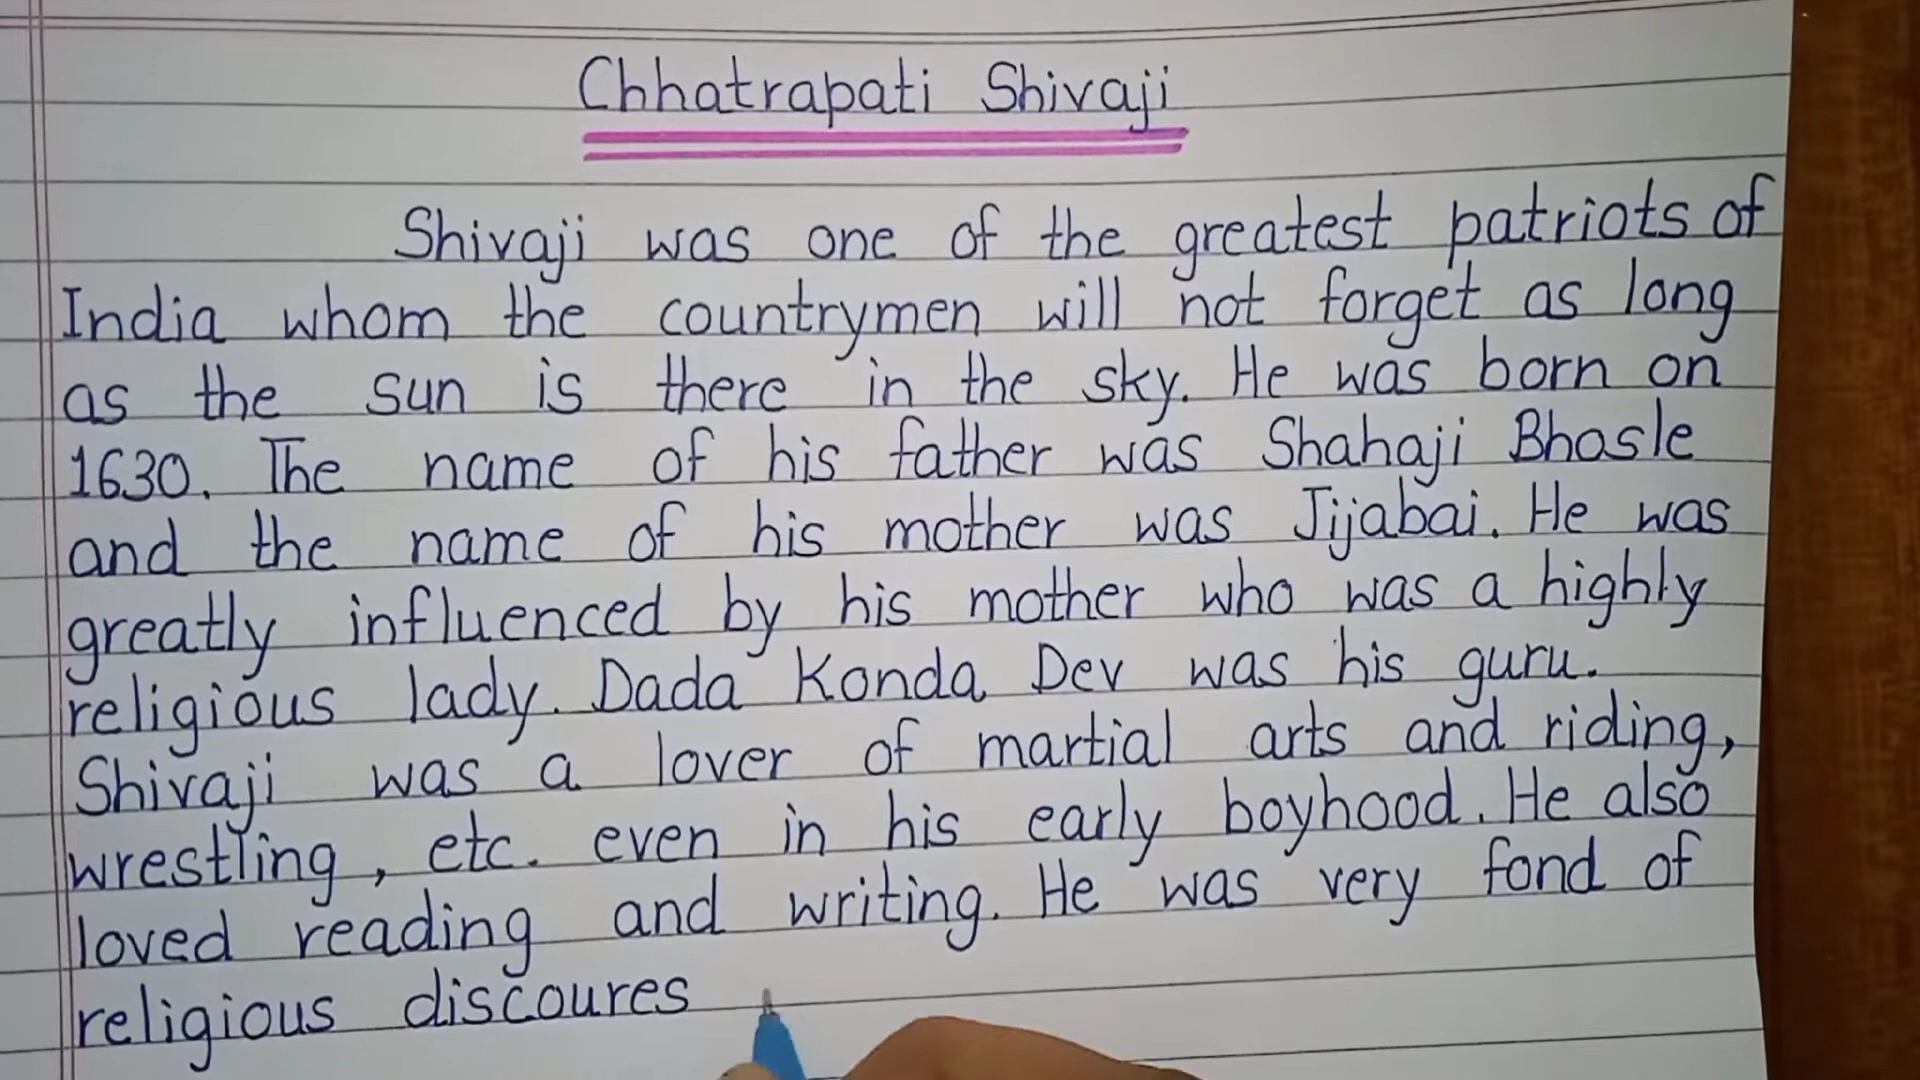 Chhatrapati Shivaji
Shivaji was one of the greatest patriots of
India whom the countrymen will not forget as long
as the sun is there in the sky. He was born on
1630. The name of his father was Shahaji Bhosle
and the name of his mother was Jijabai. He was
greatly influenced by his mother who was a highly
religious lady. Dada Konda Dev was his guru.
Shivaji was a lover of martial arts and riding,
wrestling, etc. even in his early boyhood. He also
loved reading and writing. He was very fond of
religious discoures